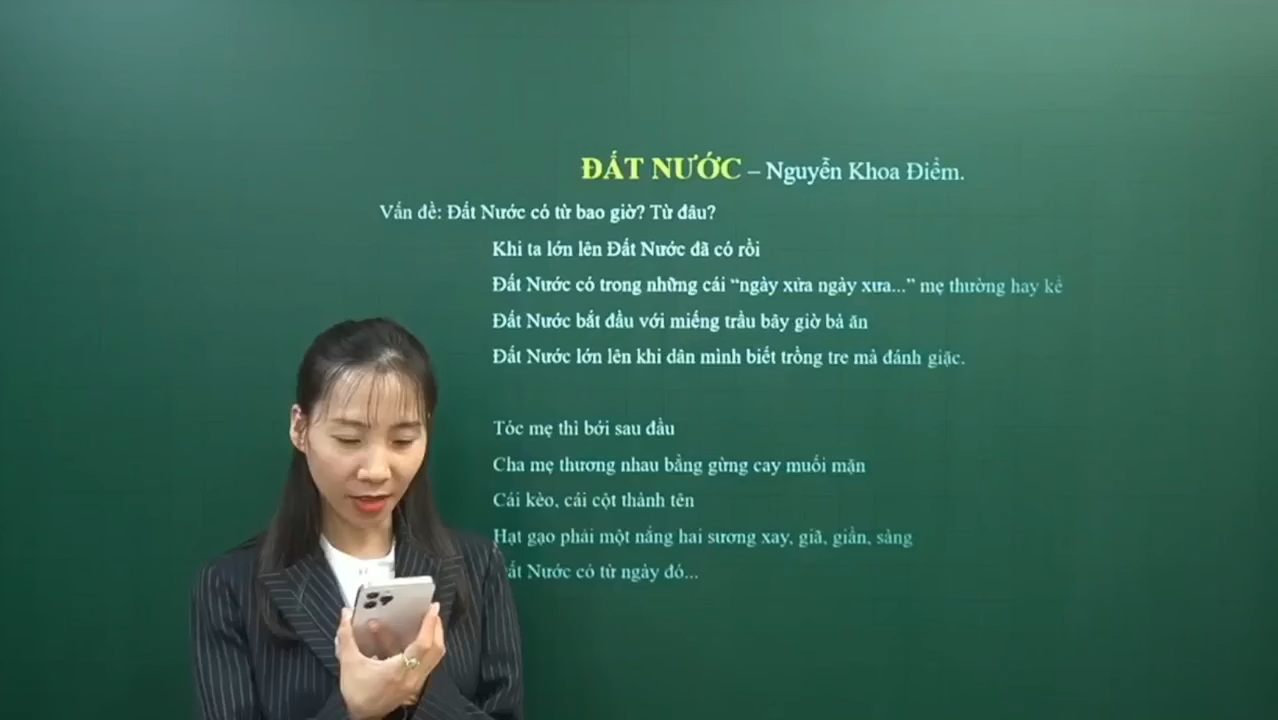 ĐẤT NƯỚC – Nguyễn Khoa Điềm.
Vấn đề: Đất Nước có từ bao giờ? Từ đâu?
Khi ta lớn lên Đất Nước đã có rồi
Đất Nước có trong những cái “ngày xửa ngày xưa...” mẹ thường hay kể
Đất Nước bắt đầu với miếng trầu bây giờ bà ăn
Đất Nước lớn lên khi dân mình biết trồng tre mà đánh giặc.
Tóc mẹ thì bới sau đầu
Cha mẹ thương nhau bằng gừng cay muối mặn
Cái kèo, cái cột thành tên
Hạt gạo phải một nắng hai sương xay, giã, giần, sàng
Đất Nước có từ ngày đó...